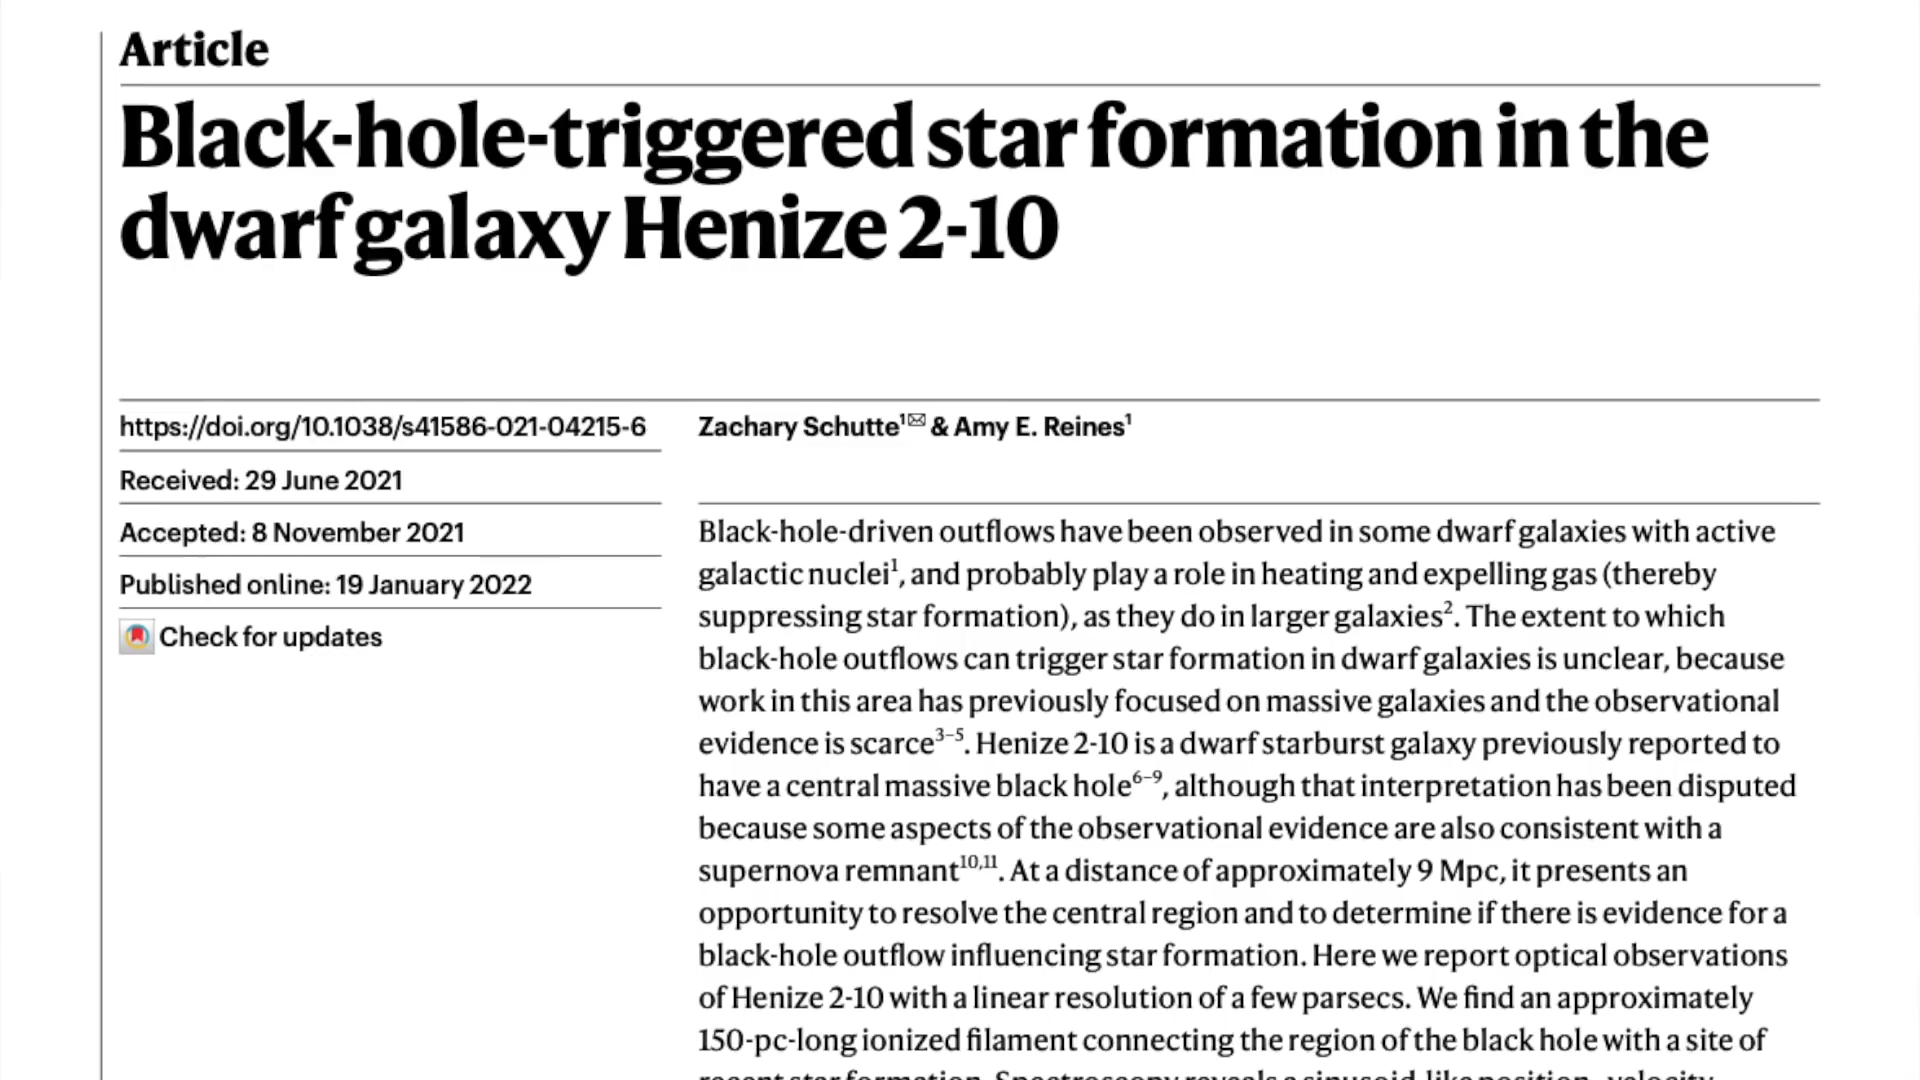 Article
Black-hole-triggered star formation in the
dwarf galaxy Henize 2-10
https://doi.org/10.1038/s41586-021-04215-6
Received: 29 June 2021
Accepted: 8 November 2021
Published online: 19 January 2022
Check for updates
Zachary Schutte¹✉ & Amy E. Reines¹
Black-hole-driven outflows have been observed in some dwarf galaxies with active
galactic nuclei¹, and probably play a role in heating and expelling gas (thereby
suppressing star formation), as they do in larger galaxies². The extent to which
black-hole outflows can trigger star formation in dwarf galaxies is unclear, because
work in this area has previously focused on massive galaxies and the observational
evidence is scarce³⁻⁵. Henize 2-10 is a dwarf starburst galaxy previously reported to
have a central massive black hole⁶⁻⁹, although that interpretation has been disputed
because some aspects of the observational evidence are also consistent with a
supernova remnant¹⁰,¹¹. At a distance of approximately 9 Mpc, it presents an
opportunity to resolve the central region and to determine if there is evidence for a
black-hole outflow influencing star formation. Here we report optical observations
of Henize 2-10 with a linear resolution of a few parsecs. We find an approximately
150-pc-long ionized filament connecting the region of the black hole with a site of
recent star formation. Spectroscopy reveals a sinusoid-like position–velocity